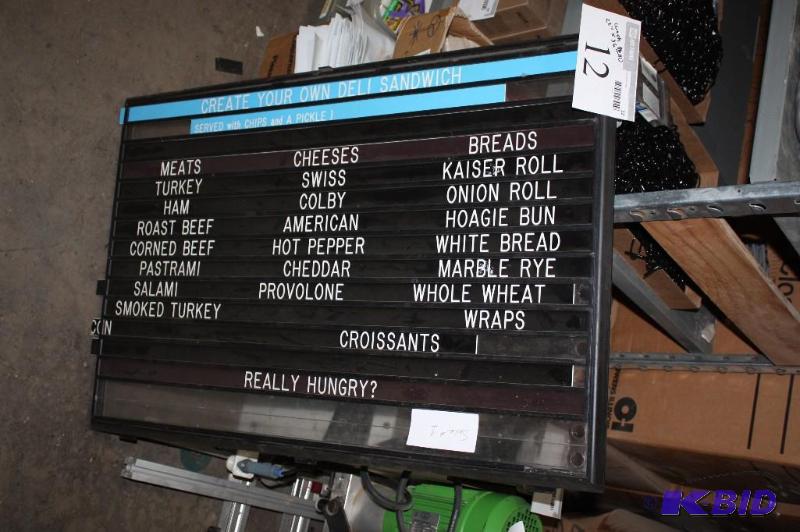 CREATE YOUR OWN DELI SANDWICH
SERVED with CHIPS and A PICKLE !
MEATS CHEESES BREADS
TURKEY SWISS KAISER ROLL
HAM COLBY ONION ROLL
ROAST BEEF AMERICAN HOAGIE BUN
CORNED BEEF HOT PEPPER WHITE BREAD
PASTRAMI CHEDDAR MARBLE RYE
SALAMI PROVOLONE WHOLE WHEAT
SMOKED TURKEY WRAPS
CON CROISSANTS
REALLY HUNGRY?
12
K-BID